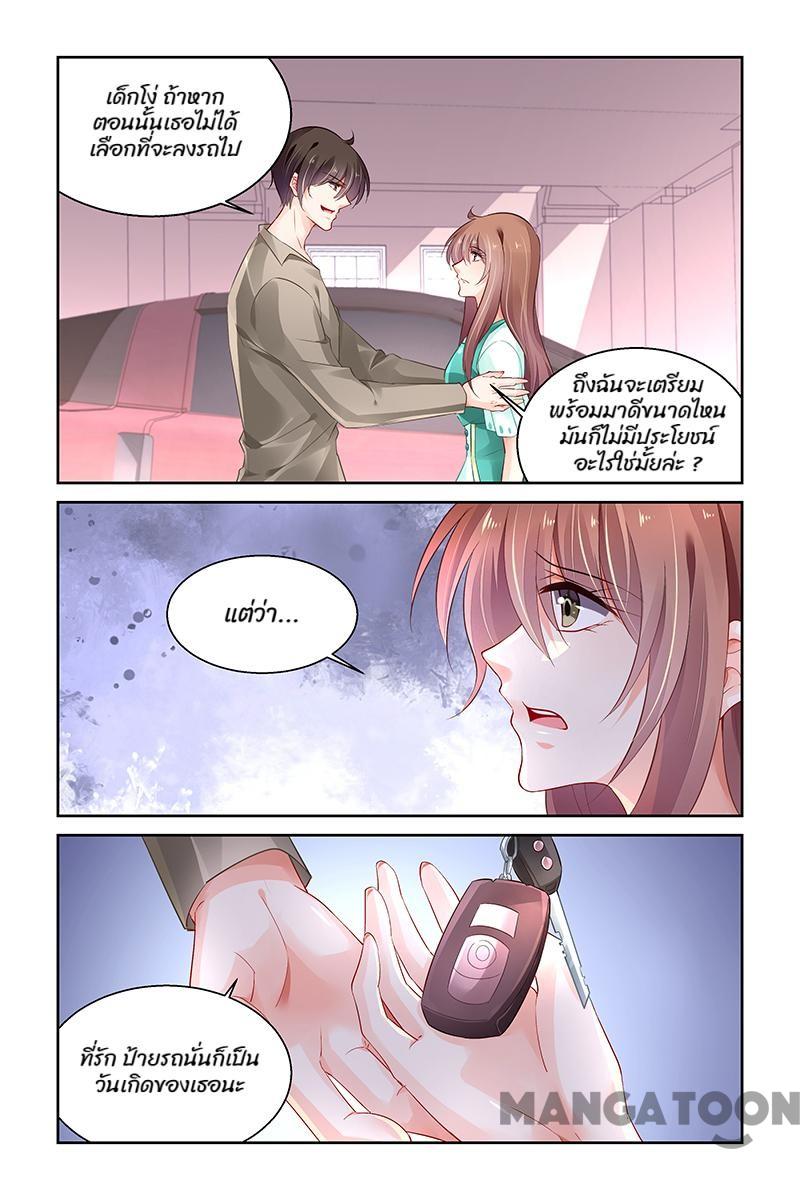 เด็กโง่ ถ้าหาก
ตอนนั้นเธอไม่ได้
เลือกที่จะลงรถไป
ถึงฉันจะเตรียม
พร้อมมาดีขนาดไหน
มันก็ไม่มีประโยชน์
อะไรใช่มั้ยล่ะ ?
แต่ว่า...
ที่รัก ป้ายรถนั่นก็เป็น
วันเกิดของเธอนะ
MANGATOON